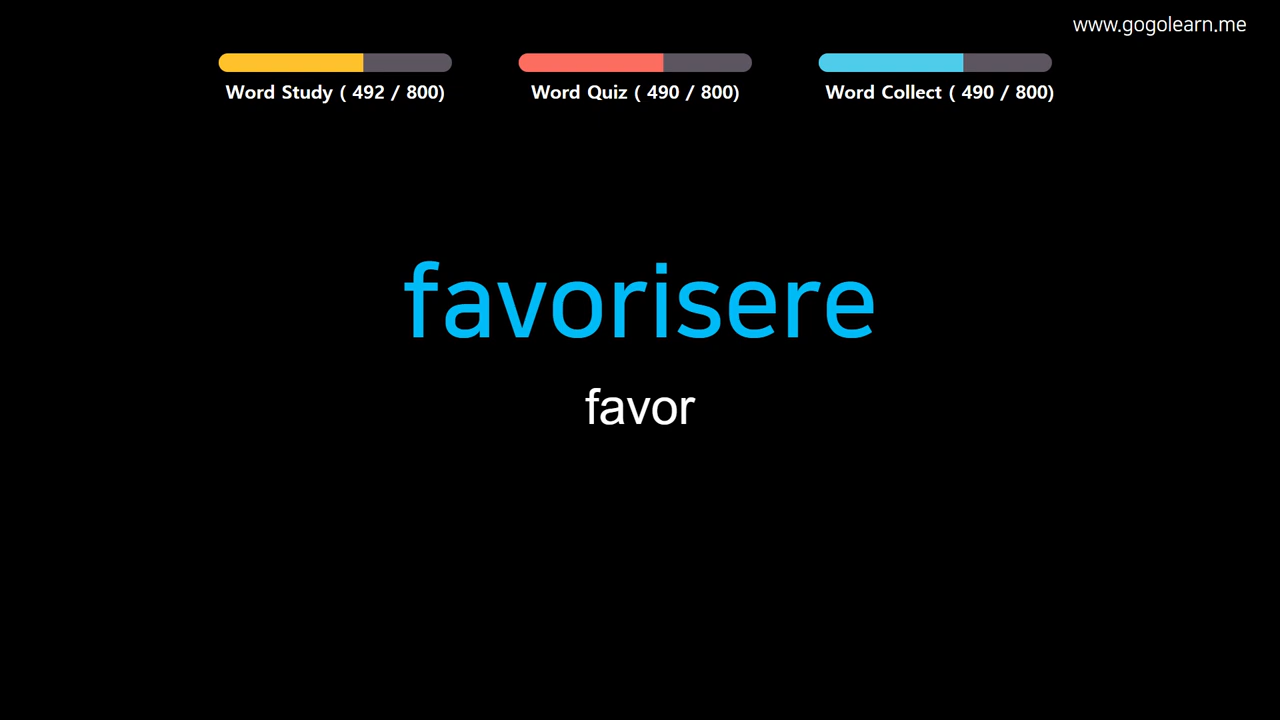 www.gogolearn.me
Word Study ( 492 / 800)
Word Quiz ( 490 / 800)
Word Collect ( 490 / 800)
favorisere
favor